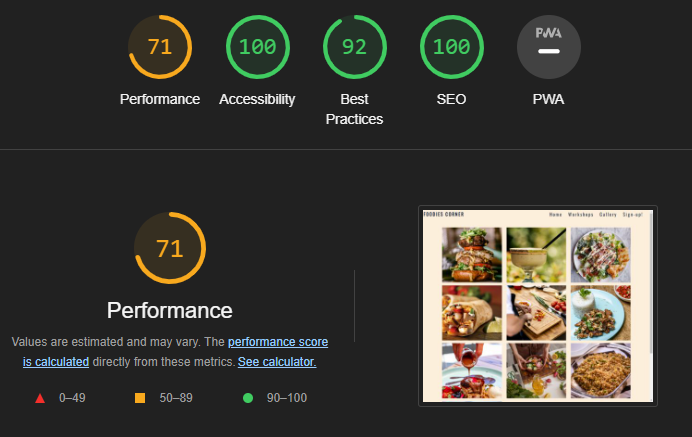 71
100
92
100
PWA
Performance
Accessibility
Best
Practices
SEO
PWA
71
Performance
Values are estimated and may vary. The performance score
is calculated directly from these metrics. See calculator.
0–49
50–89
90–100
FOODIES CORNER
Home Workshops Gallery Sign-up!